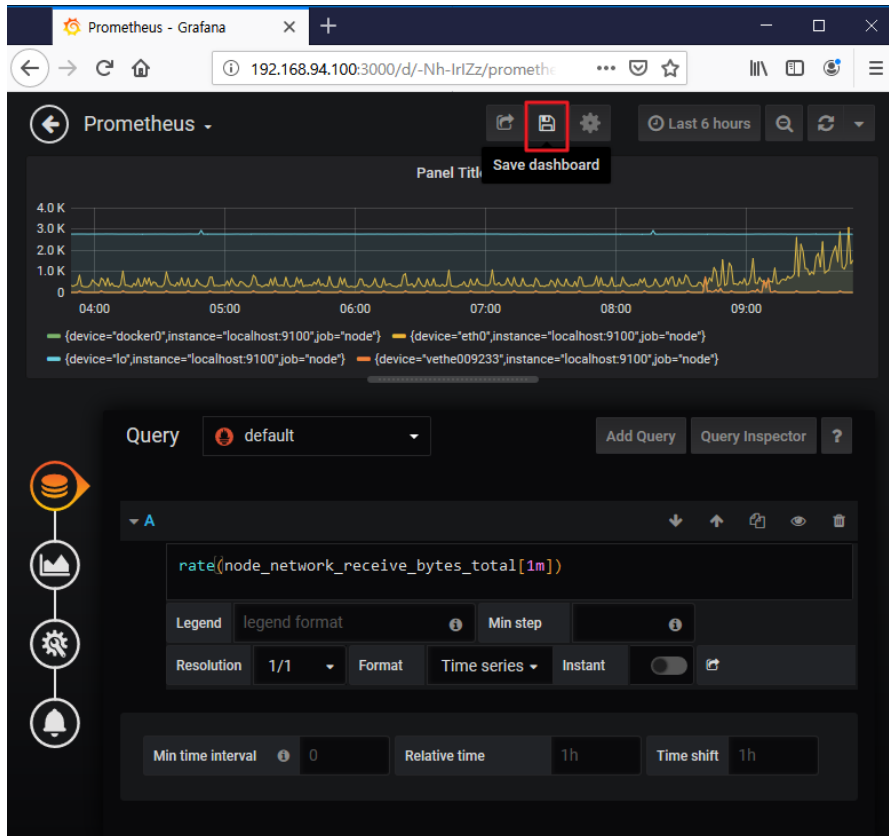 Prometheus - Grafana
192.168.94.100:3000/d/-Nh-IrIZz/promethe
Prometheus
Last 6 hours
Save dashboard
Panel Titl
4.0 K
3.0 K
2.0 K
1.0 K
0
04:00 05:00 06:00 07:00 08:00 09:00
{device="docker0",instance="localhost:9100",job="node"} {device="eth0",instance="localhost:9100",job="node"}
{device="lo",instance="localhost:9100",job="node"} {device="vethe009233",instance="localhost:9100",job="node"}
Query default Add Query Query Inspector ?
A
rate(node_network_receive_bytes_total[1m])
Legend legend format Min step
Resolution 1/1 Format Time series Instant
Min time interval 0 Relative time 1h Time shift 1h